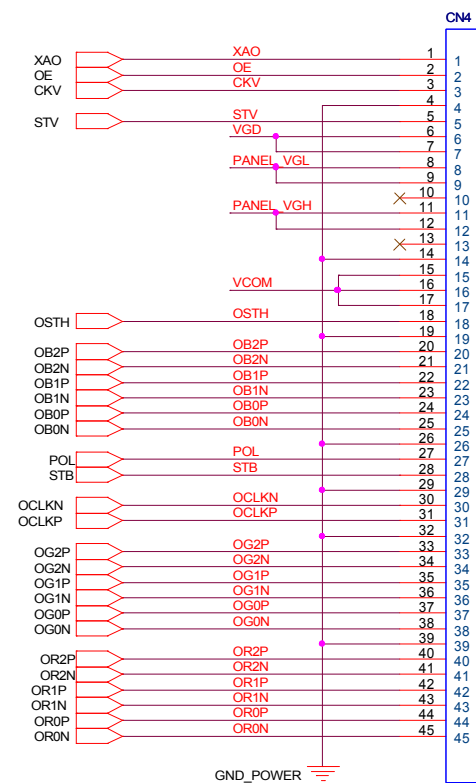 CN4
XAO XAO 1 1
OE OE 2 2
CKV CKV 3 3
4 4
STV STV 5 5
VGD 6 6
7 7
PANEL_VGL 8 8
9 9
10 10
PANEL_VGH 11 11
12 12
13 13
14 14
15 15
VCOM 16 16
17 17
OSTH OSTH 18 18
19 19
OB2P OB2P 20 20
OB2N OB2N 21 21
OB1P OB1P 22 22
OB1N OB1N 23 23
OB0P OB0P 24 24
OB0N OB0N 25 25
26 26
POL POL 27 27
STB STB 28 28
29 29
OCLKN OCLKN 30 30
OCLKP OCLKP 31 31
32 32
OG2P OG2P 33 33
OG2N OG2N 34 34
OG1P OG1P 35 35
OG1N OG1N 36 36
OG0P OG0P 37 37
OG0N OG0N 38 38
39 39
OR2P OR2P 40 40
OR2N OR2N 41 41
OR1P OR1P 42 42
OR1N OR1N 43 43
OR0P OR0P 44 44
OR0N OR0N 45 45
GND_POWER